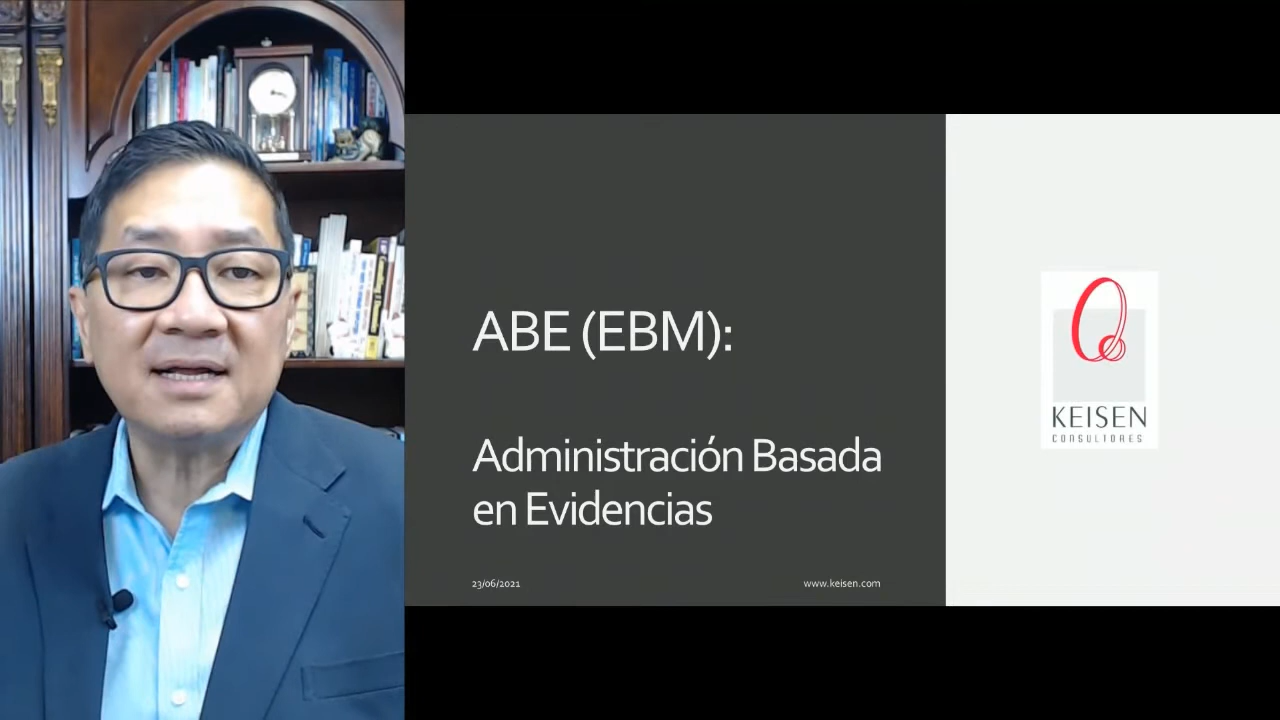 ABE (EBM):
Administración Basada
en Evidencias
23/06/2021
www.keisen.com
KEISEN
CONSULTORES